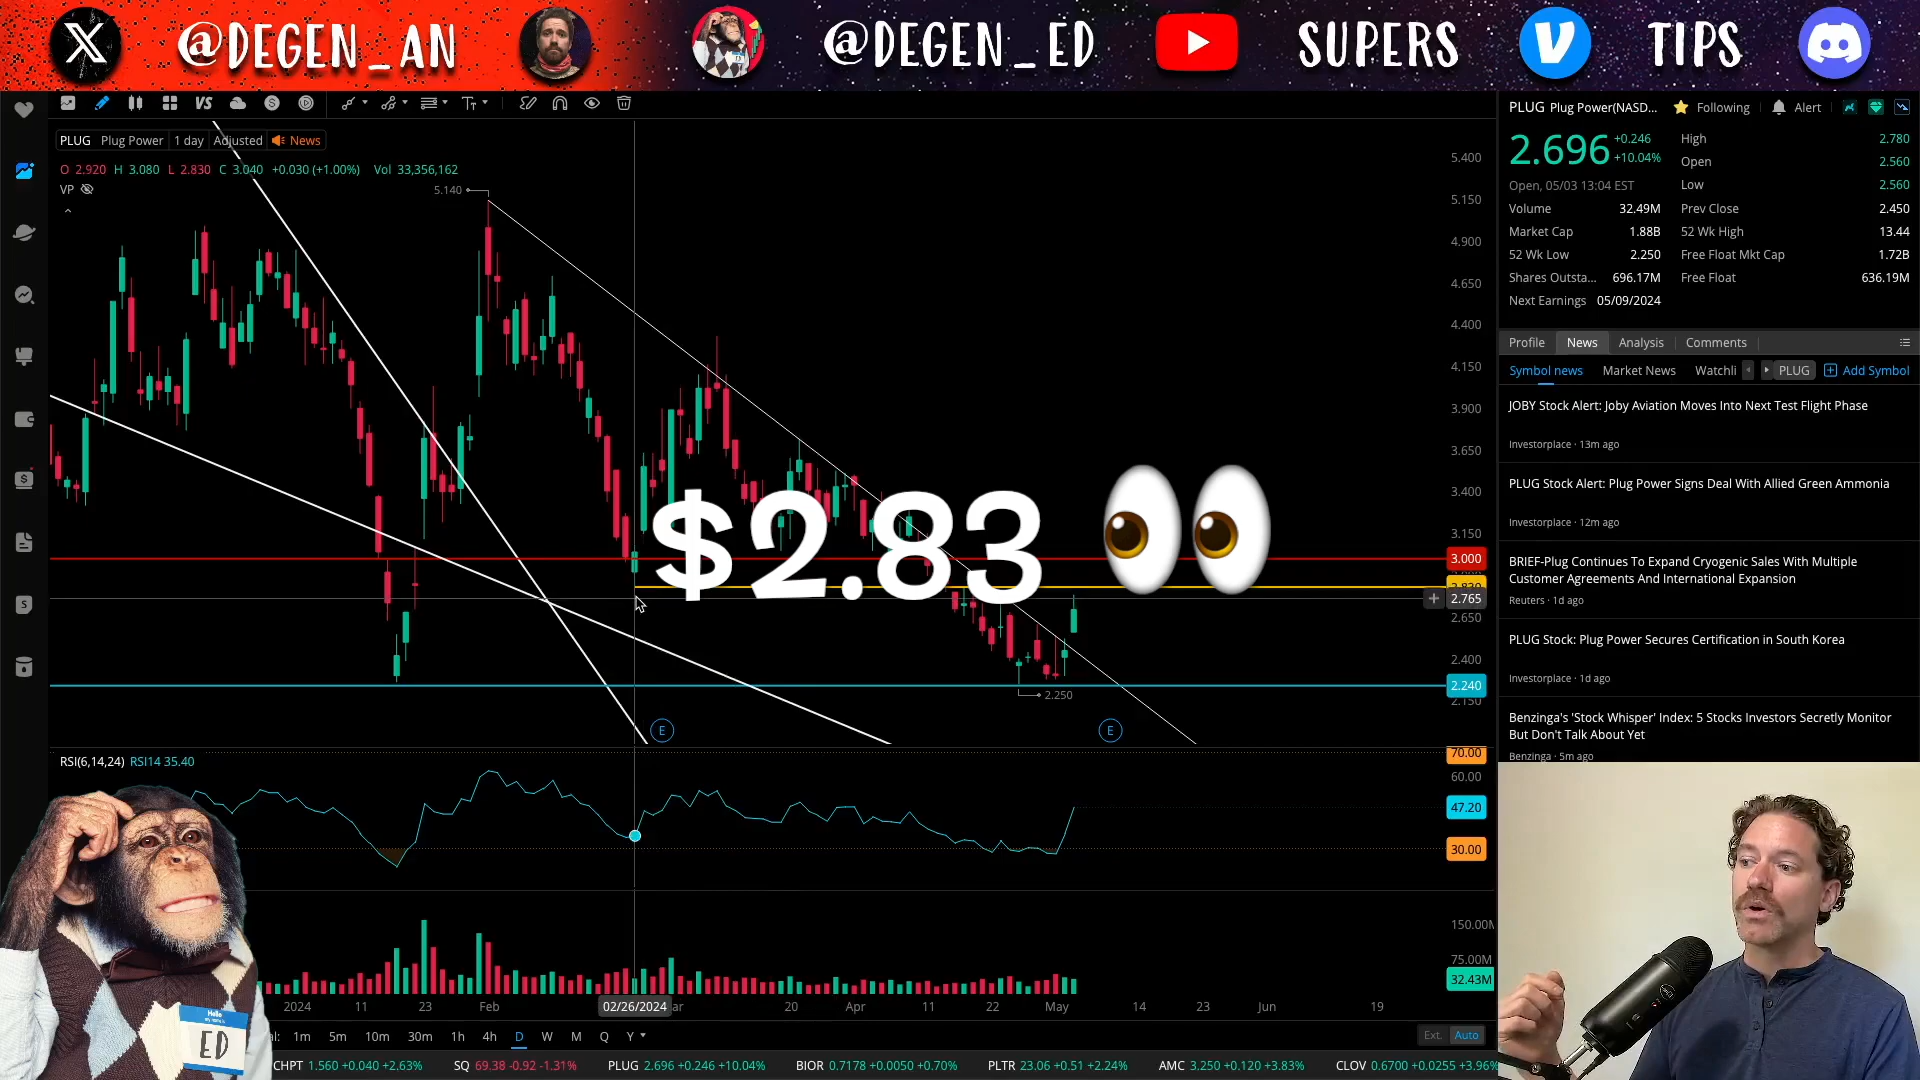 @DEGEN_AN @DEGEN_ED SUPERS TIPS
PLUG Plug Power 1 day Adjusted News
O 2.920 H 3.080 L 2.830 C 3.040 +0.030 (+1.00%) Vol 33,356,162
VP
5.140
5.400
5.150
4.900
4.650
4.400
4.150
3.900
3.650
3.400
3.150
3.000
2.765
2.650
2.400
2.240
2.150
$2.83
2.250
E E
RSI(6,14,24) RSI14 35.40
70.00
60.00
47.20
30.00
150.00M
75.00M
32.43M
2024 11 23 Feb 02/26/2024 ar 20 Apr 11 22 May 14 23 Jun 19
1m 5m 10m 30m 1h 4h D W M Q Y Ext. Auto
CHPT 1.560 +0.040 +2.63% SQ 69.38 -0.92 -1.31% PLUG 2.696 +0.246 +10.04% BIOR 0.7178 +0.0050 +0.70% PLTR 23.06 +0.51 +2.24% AMC 3.250 +0.120 +3.83% CLOV 0.6700 +0.0255 +3.96%
PLUG Plug Power(NASD... Following Alert
2.696 +0.246
+10.04%
Open, 05/03 13:04 EST
High 2.780
Open 2.560
Low 2.560
Volume 32.49M Prev Close 2.450
Market Cap 1.88B 52 Wk High 13.44
52 Wk Low 2.250 Free Float Mkt Cap 1.72B
Shares Outsta... 696.17M Free Float 636.19M
Next Earnings 05/09/2024
Profile News Analysis Comments
Symbol news Market News Watchli PLUG Add Symbol
JOBY Stock Alert: Joby Aviation Moves Into Next Test Flight Phase
Investorplace · 13m ago
PLUG Stock Alert: Plug Power Signs Deal With Allied Green Ammonia
Investorplace · 12m ago
BRIEF-Plug Continues To Expand Cryogenic Sales With Multiple
Customer Agreements And International Expansion
Reuters · 1d ago
PLUG Stock: Plug Power Secures Certification in South Korea
Investorplace · 1d ago
Benzinga's 'Stock Whisper' Index: 5 Stocks Investors Secretly Monitor
But Don't Talk About Yet
Benzinga · 5m ago
Hello
ED